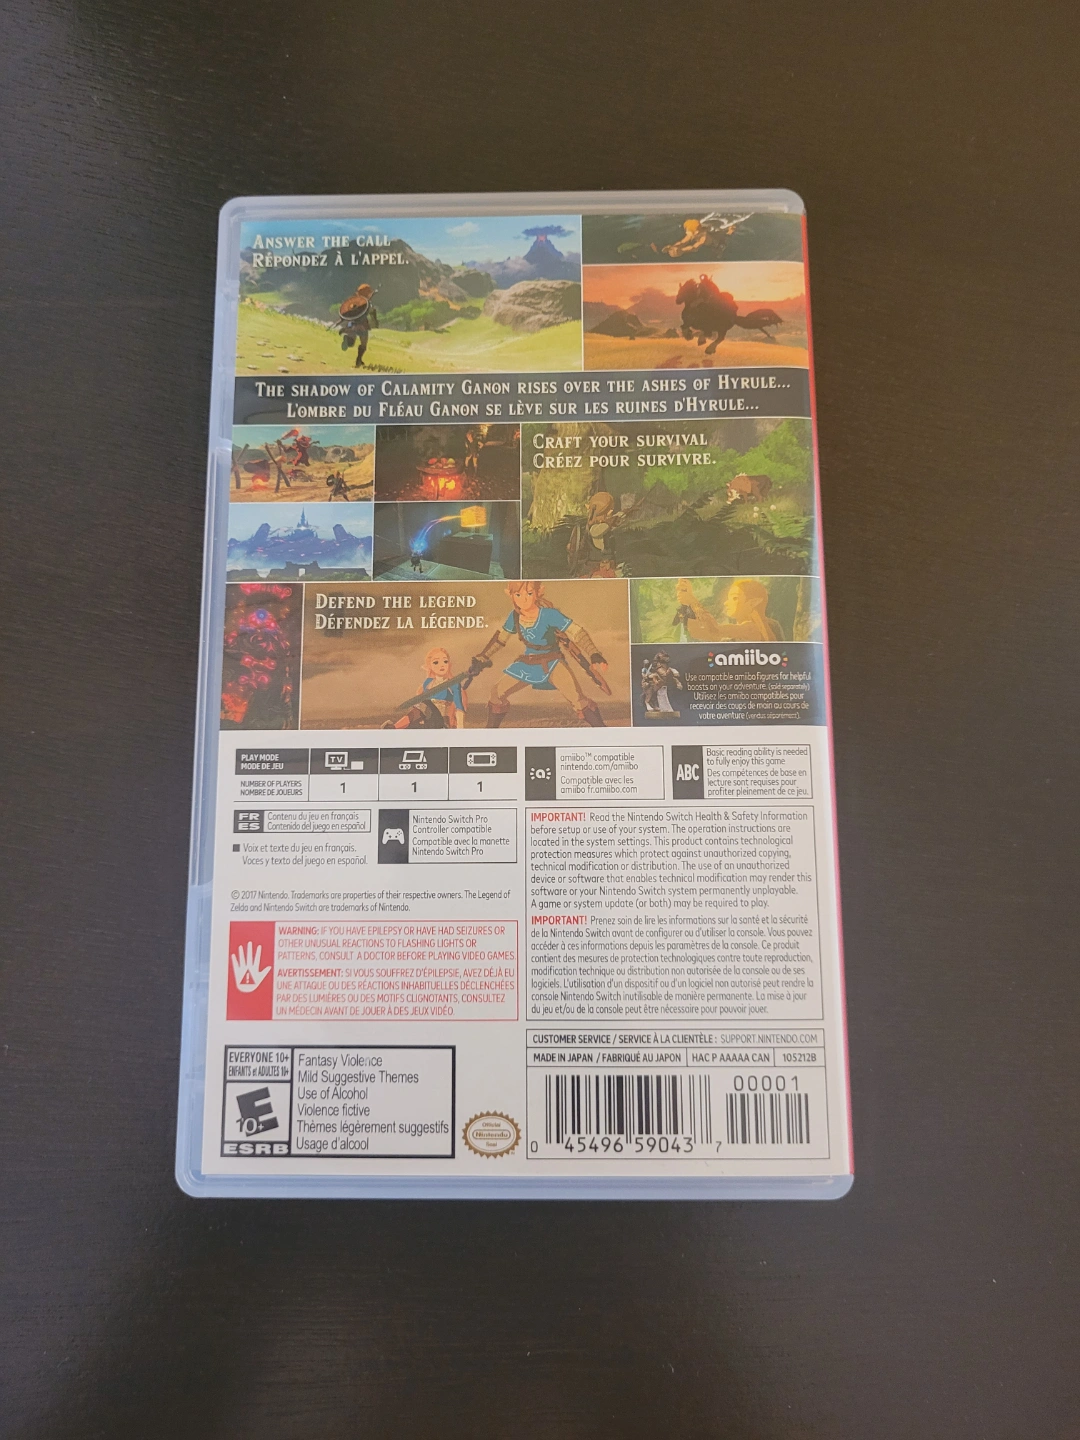 ANSWER THE CALL
RÉPONDEZ À L'APPEL.
THE SHADOW OF CALAMITY GANON RISES OVER THE ASHES OF HYRULE...
L'OMBRE DU FLÉAU GANON SE LÈVE SUR LES RUINES D'HYRULE...
CRAFT YOUR SURVIVAL
CRÉEZ POUR SURVIVRE.
DEFEND THE LEGEND
DÉFENDEZ LA LÉGENDE.
amiibo
Use compatible amiibo figures for helpful
boosts on your adventure. (sold separately)
Utilisez les amiibo compatibles pour
recevoir des coups de main au cours de
votre aventure (vendus séparément).
PLAY MODE
MODE DE JEU
TV
NUMBER OF PLAYERS
NOMBRE DE JOUEURS
1
1
1
amiibo™ compatible
nintendo.com/amiibo
Compatible avec les
amiibo fr.amiibo.com
ABC
Basic reading ability is needed
to fully enjoy this game
Des compétences de base en
lecture sont requises pour
profiter pleinement de ce jeu.
FR
ES
Contenu du jeu en français
Contenido del juego en español
Voix et texte du jeu en français.
Voces y texto del juego en español.
Nintendo Switch Pro
Controller compatible
Compatible avec la manette
Nintendo Switch Pro
© 2017 Nintendo. Trademarks are properties of their respective owners. The Legend of
Zelda and Nintendo Switch are trademarks of Nintendo.
WARNING: IF YOU HAVE EPILEPSY OR HAVE HAD SEIZURES OR
OTHER UNUSUAL REACTIONS TO FLASHING LIGHTS OR
PATTERNS, CONSULT A DOCTOR BEFORE PLAYING VIDEO GAMES
AVERTISSEMENT: SI VOUS SOUFFREZ D'ÉPILEPSIE, AVEZ DÉJÀ EU
UNE ATTAQUE OU DES RÉACTIONS INHABITUELLES DÉCLENCHÉES
PAR DES LUMIÈRES OU DES MOTIFS CLIGNOTANTS, CONSULTEZ
UN MÉDECIN AVANT DE JOUER À DES JEUX VIDÉO
IMPORTANT! Read the Nintendo Switch Health & Safety Information
before setup or use of your system. The operation instructions are
located in the system settings. This product contains technological
protection measures which protect against unauthorized copying,
technical modification or distribution. The use of an unauthorized
device or software that enables technical modification may render this
software or your Nintendo Switch system permanently unplayable.
A game or system update (or both) may be required to play.
IMPORTANT! Prenez soin de lire les informations sur la santé et la sécurité
de la Nintendo Switch avant de configurer ou d'utiliser la console. Vous pouvez
accéder à ces informations depuis les paramètres de la console. Ce produit
contient des mesures de protection technologiques contre toute reproduction,
modification technique ou distribution non autorisée de la console ou de ses
logiciels. L'utilisation d'un dispositif ou d'un logiciel non autorisé peut rendre la
console Nintendo Switch inutilisable de manière permanente. La mise à jour
du jeu et/ou de la console peut être nécessaire pour pouvoir jouer.
CUSTOMER SERVICE / SERVICE À LA CLIENTÈLE : SUPPORT.NINTENDO.COM
MADE IN JAPAN / FABRIQUÉ AU JAPON HAC P AAAAA CAN 105212B
EVERYONE 10+
ENFANTS et ADULTES 10+
E
10+
ESRB
Fantasy Violence
Mild Suggestive Themes
Use of Alcohol
Violence fictive
Thèmes légèrement suggestifs
Usage d'alcool
Official
Nintendo
Seal
00001
0 45496 59043 7